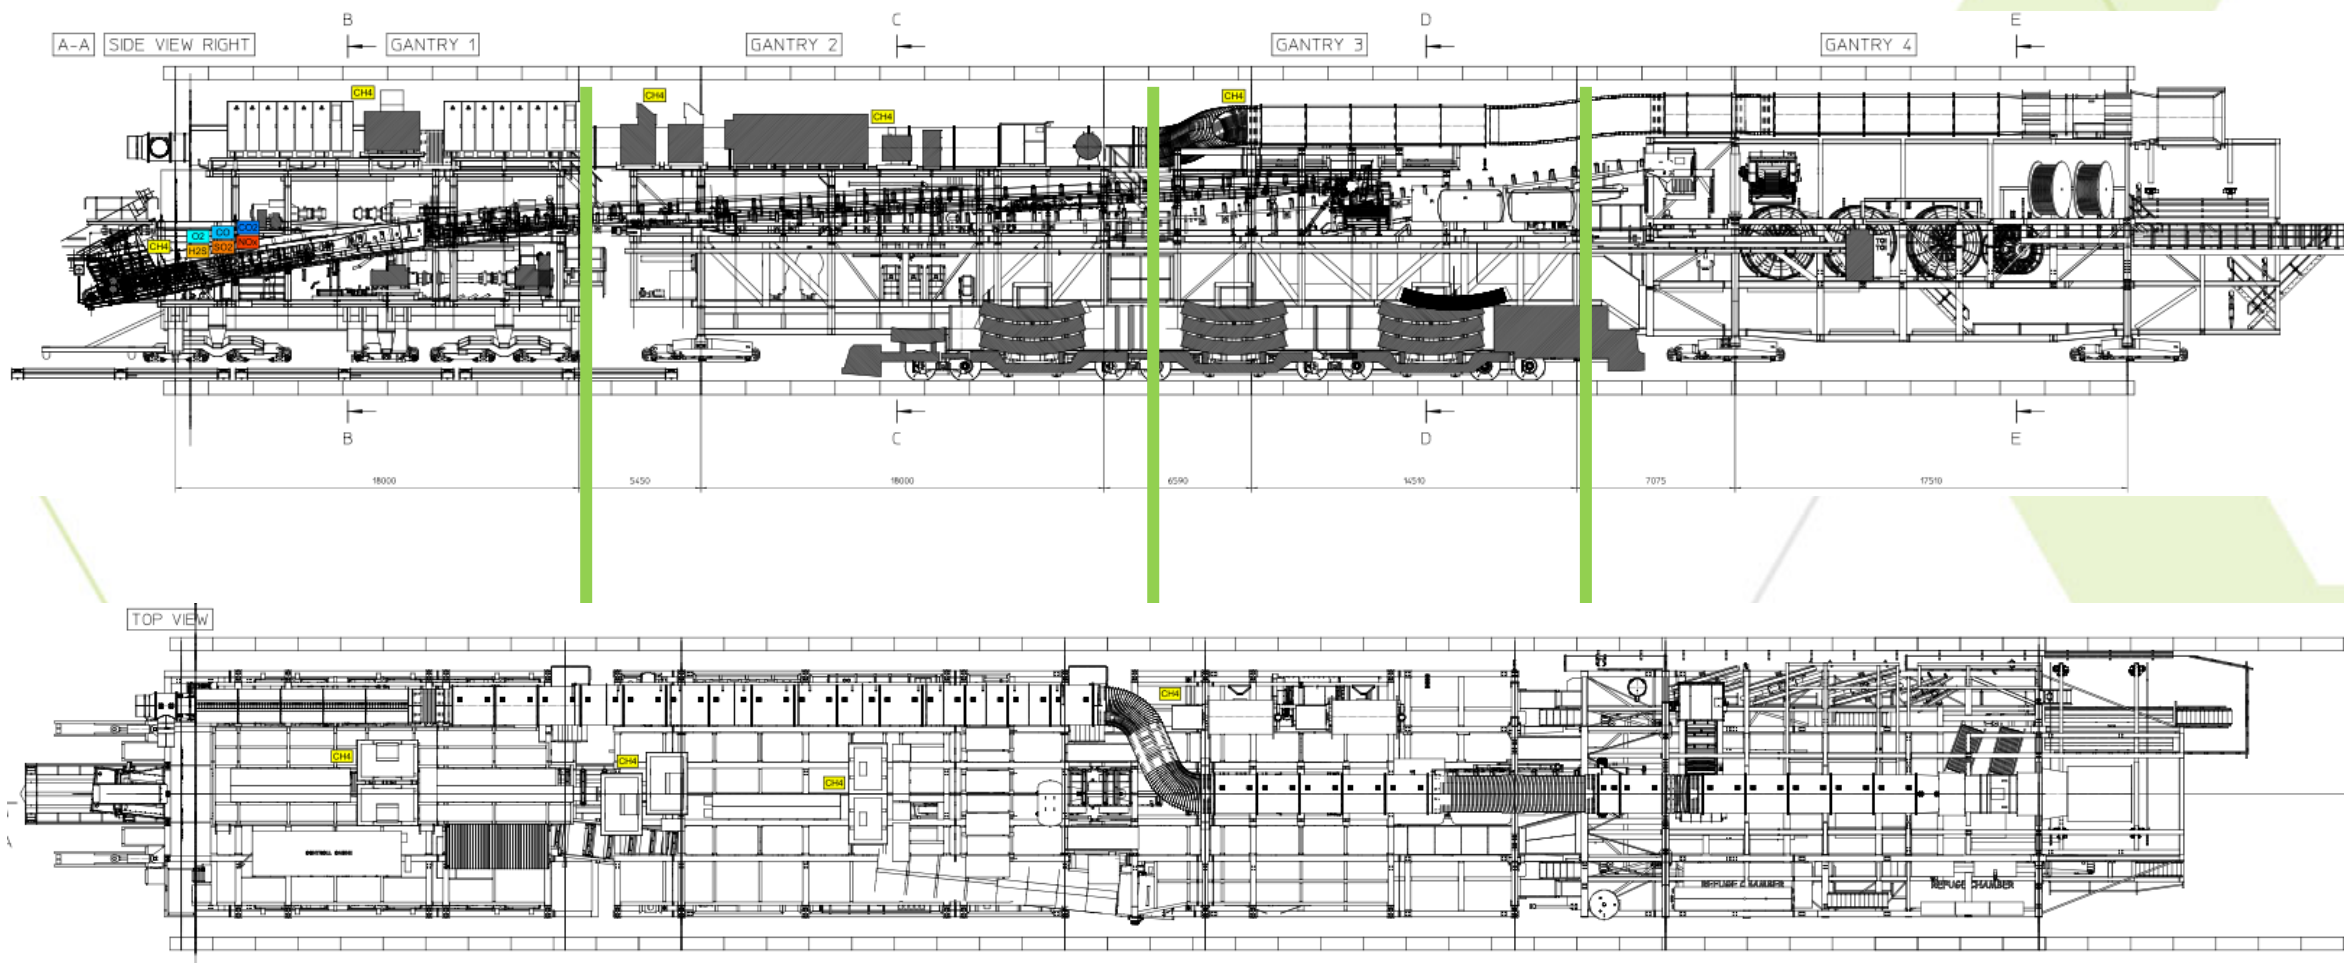 A-A SIDE VIEW RIGHT
B
GANTRY 1
GANTRY 2
C
GANTRY 3
D
GANTRY 4
E
CH4
CH4
CH4
CH4
O2 CO CO2
CH4 H2S SO2 NOx
B
C
D
E
18000
5450
18000
6590
14510
7075
17510
TOP VIEW
CH4
CH4
CH4
CH4
A
REFUGE CHAMBER
REFUGE CHAMBER